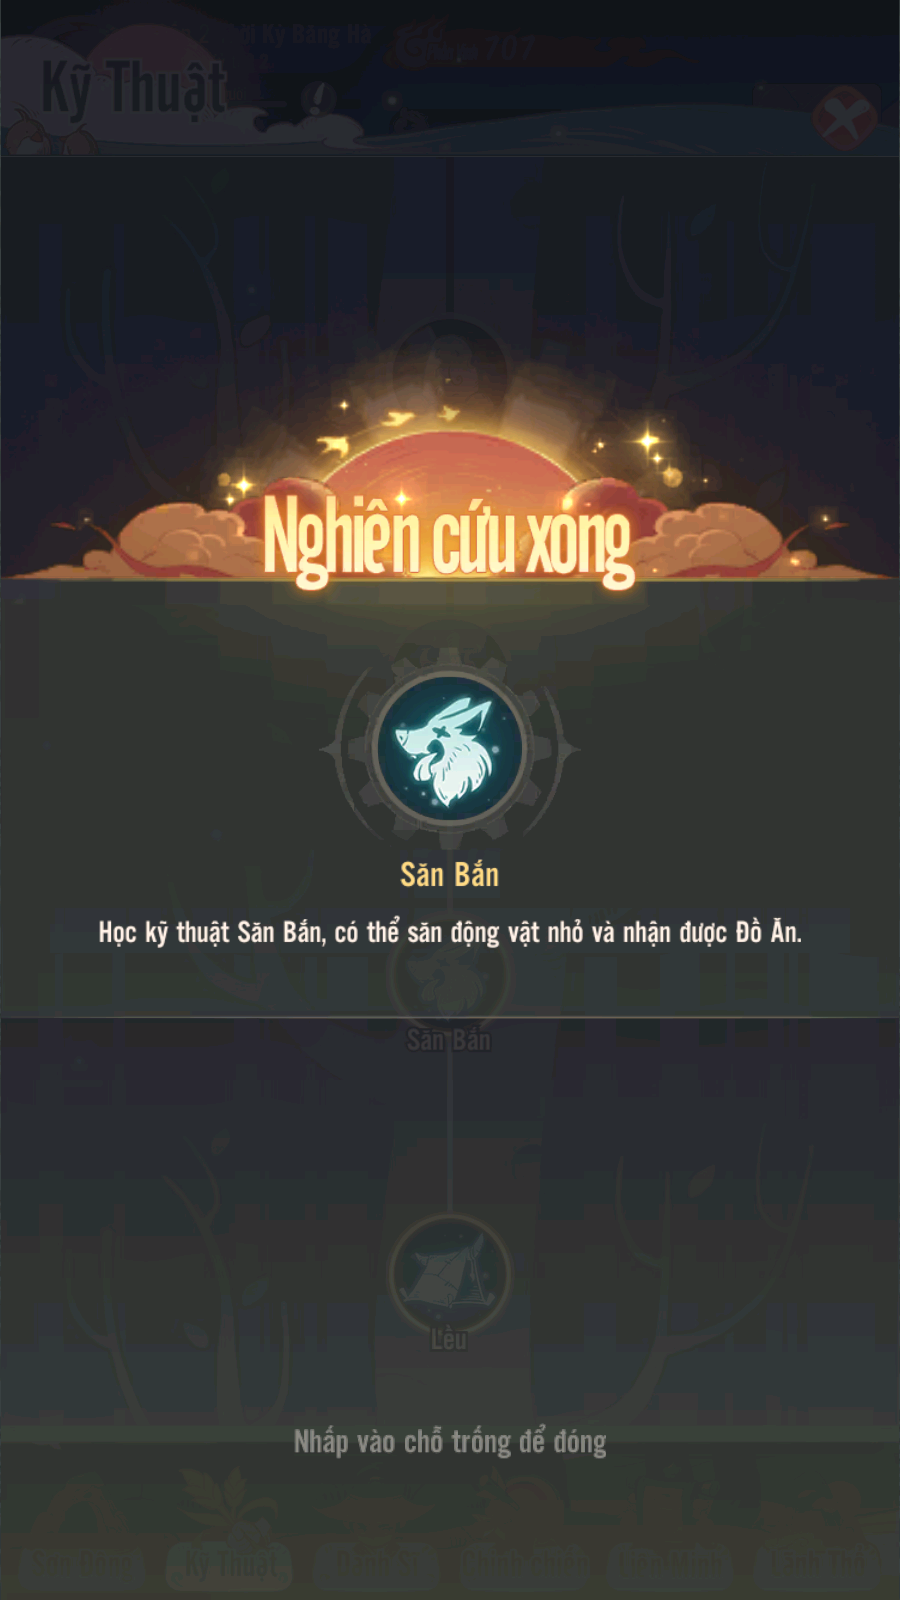 Kỹ Thuật
Nghiên cứu xong
Săn Bắn
Học kỹ thuật Săn Bắn, có thể săn động vật nhỏ và nhận được Đồ Ăn.
Săn Bắn
Lều
Nhấp vào chỗ trống để đóng
Kỹ Thuật